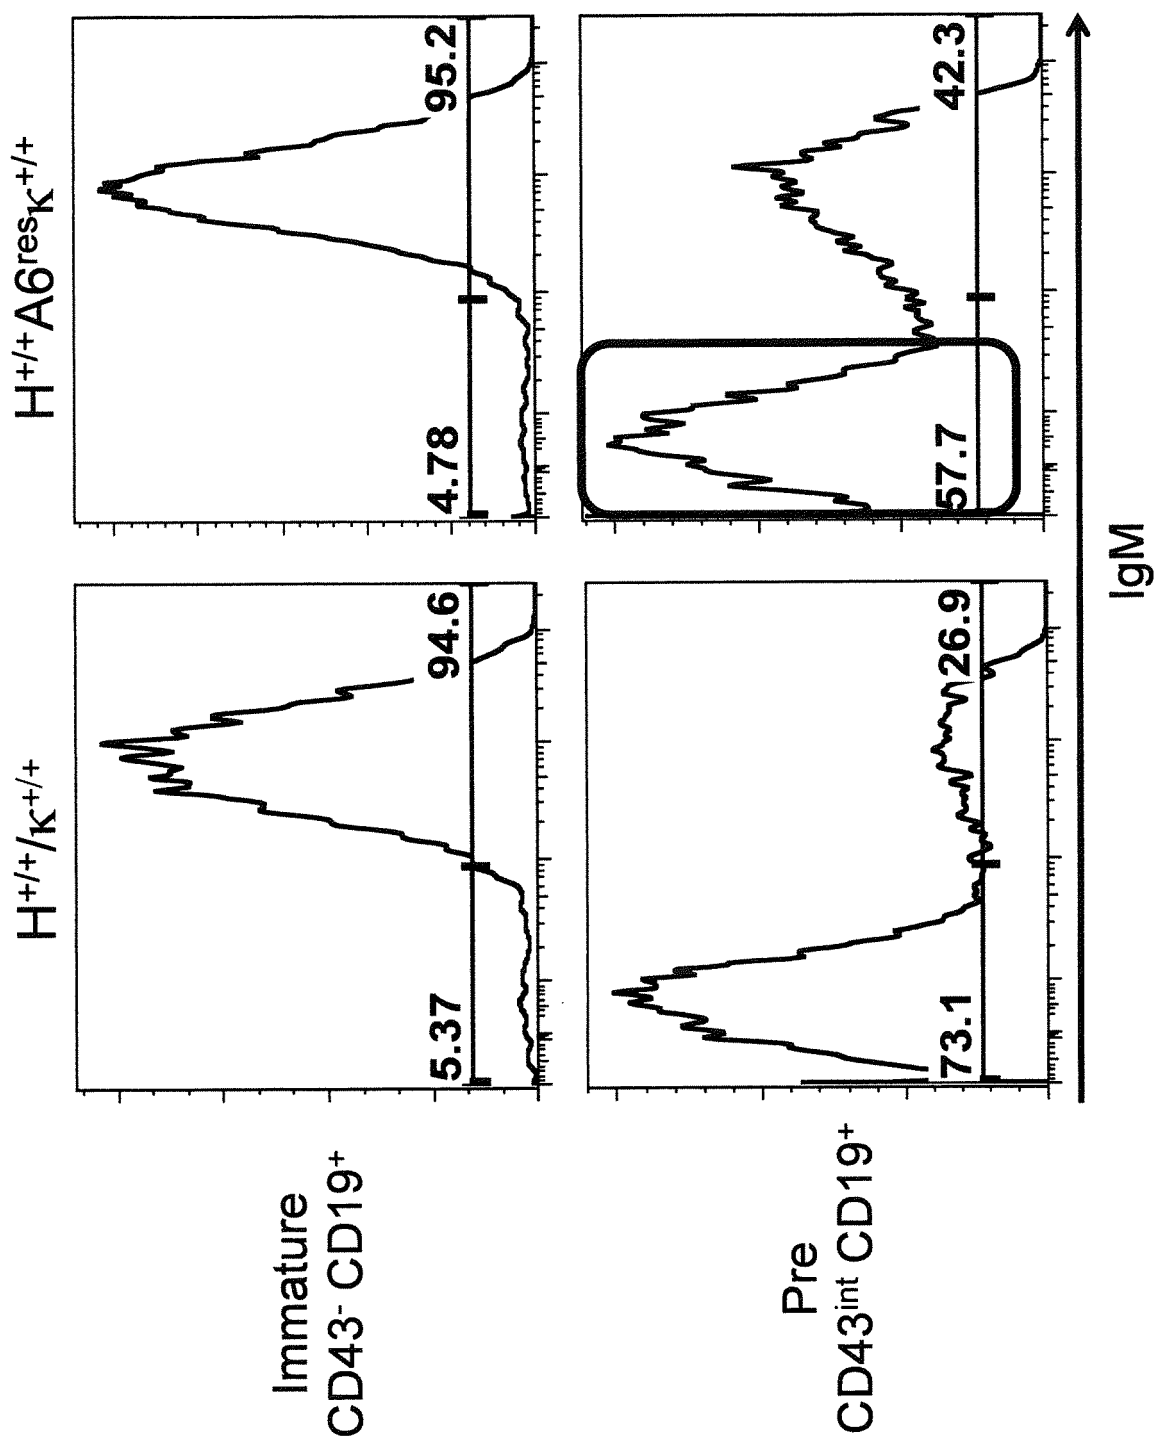 H+/+/κ+/+
H+/+A6resκ+/+
Immature
CD43- CD19+
5.37
94.6
4.78
95.2
Pre
CD43int CD19+
73.1
26.9
57.7
42.3
IgM